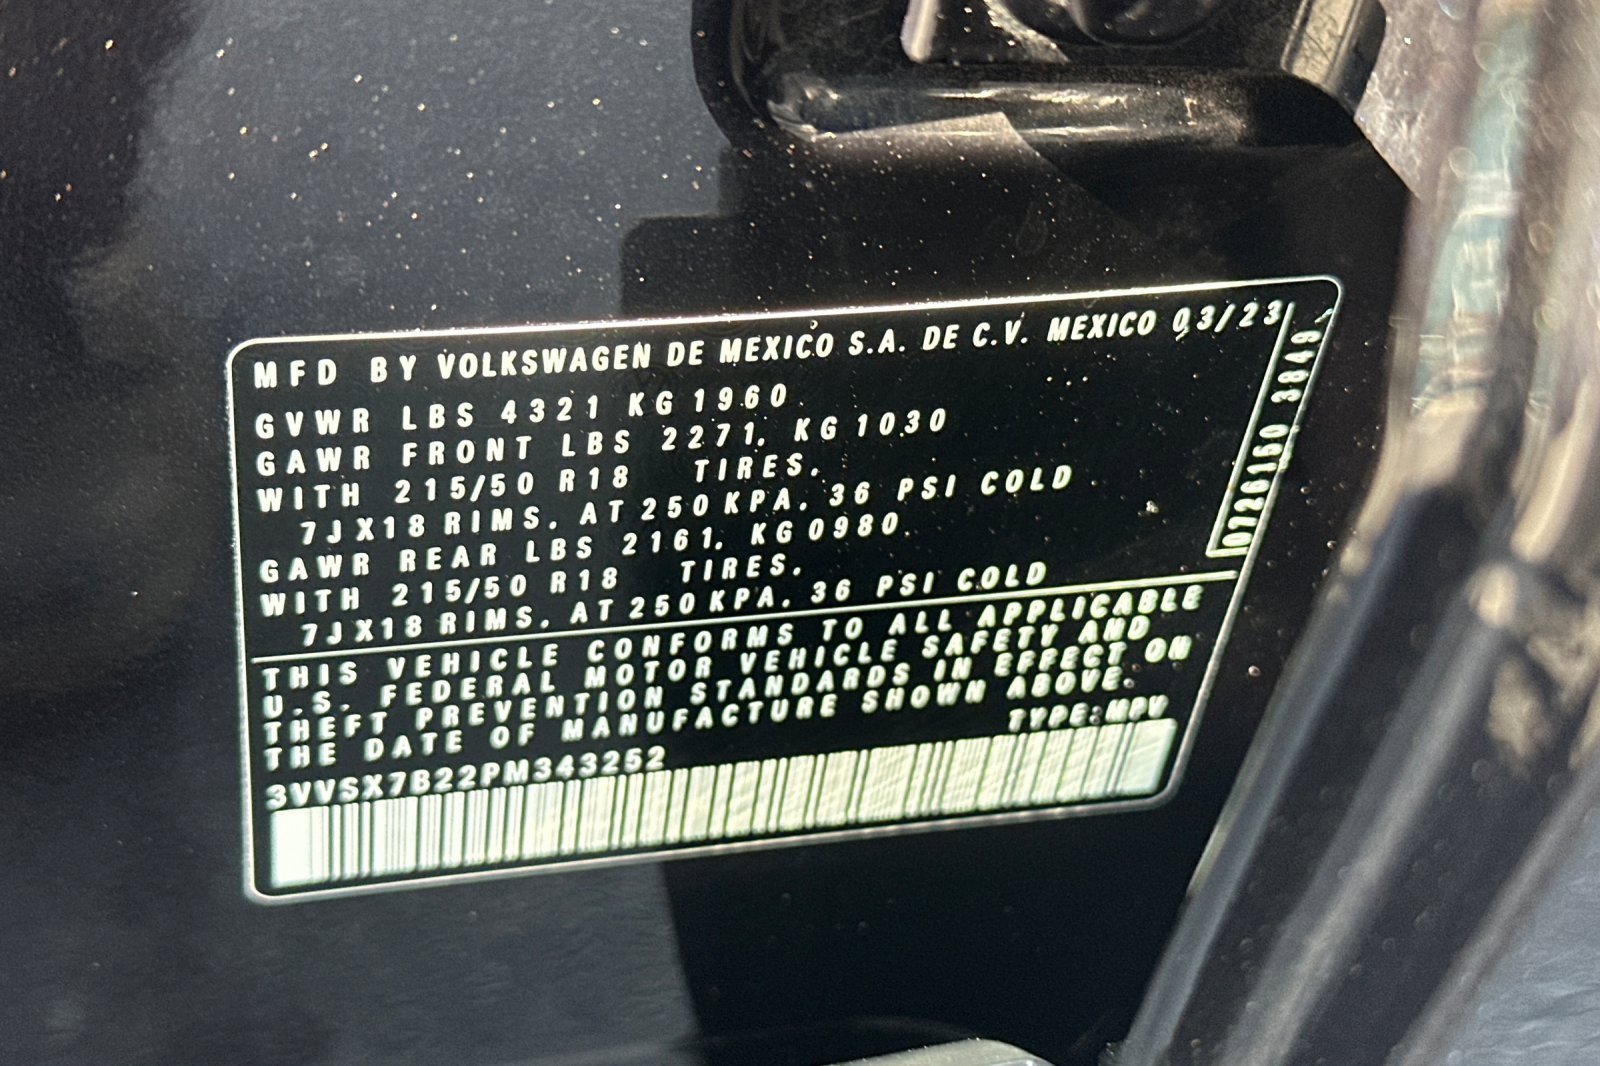 MFD BY VOLKSWAGEN DE MEXICO S.A. DE C.V. MEXICO 03/23
GVWR LBS 4321 KG 1960
GAWR FRONT LBS 2271. KG 1030
WITH 215/50 R18 TIRES.
7JX18 RIMS. AT 250 KPA. 36 PSI COLD
GAWR REAR LBS 2161. KG 0980
WITH 215/50 R18 TIRES.
7JX18 RIMS. AT 250 KPA. 36 PSI COLD
0726160 3849
THIS VEHICLE CONFORMS TO ALL APPLICABLE
U.S. FEDERAL MOTOR VEHICLE SAFETY AND
THEFT PREVENTION STANDARDS IN EFFECT ON
THE DATE OF MANUFACTURE SHOWN ABOVE.
TYPE:MPV
3VVSX7B22PM343252